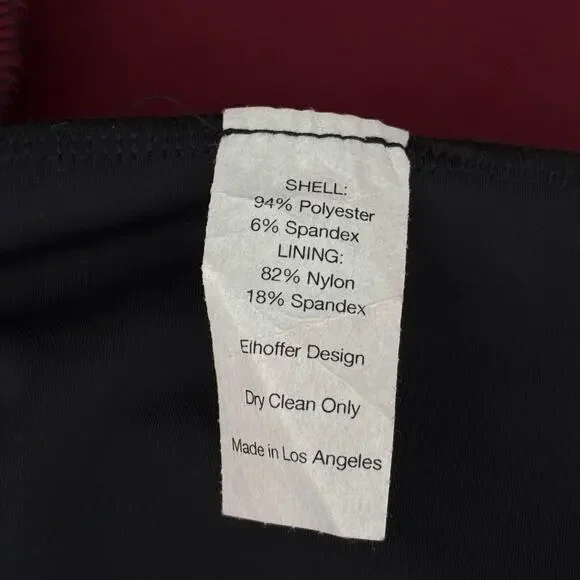 SHELL:
94% Polyester
6% Spandex
LINING:
82% Nylon
18% Spandex
Elhoffer Design
Dry Clean Only
Made in Los Angeles